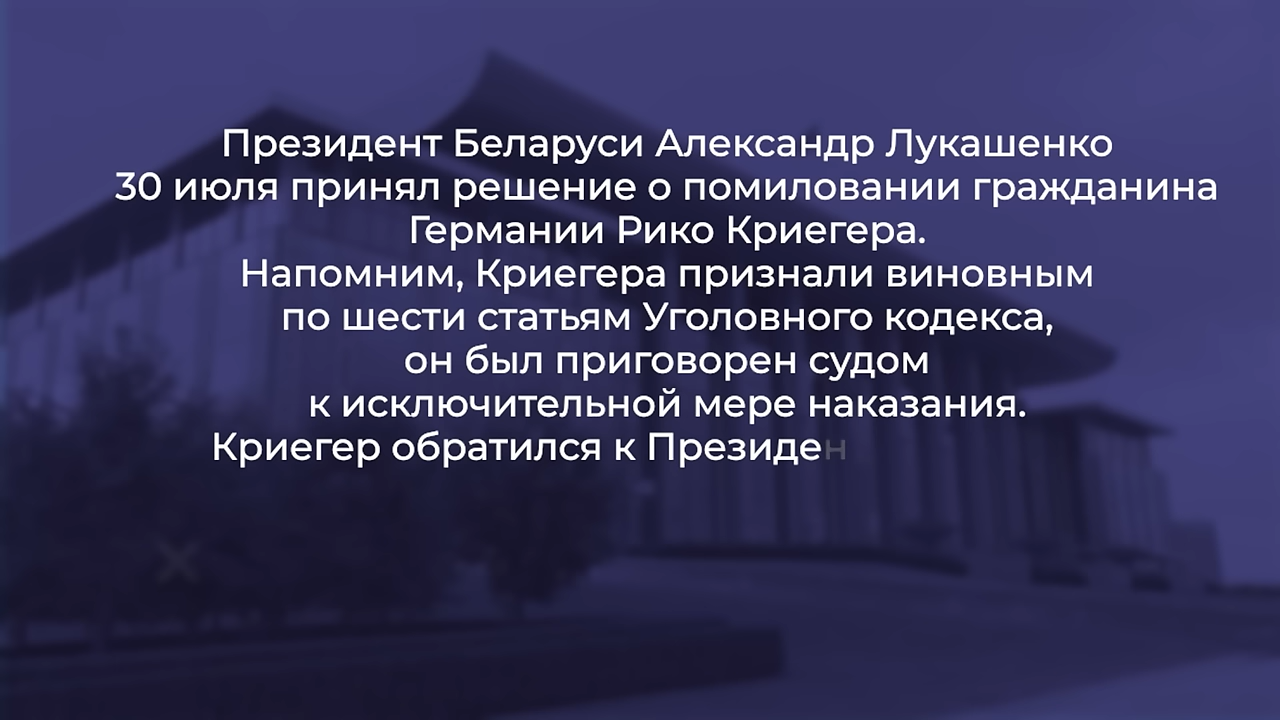 Президент Беларуси Александр Лукашенко
30 июля принял решение о помиловании гражданина
Германии Рико Криегера.
Напомним, Криегера признали виновным
по шести статьям Уголовного кодекса,
он был приговорен судом
к исключительной мере наказания.
Криегер обратился к Президен